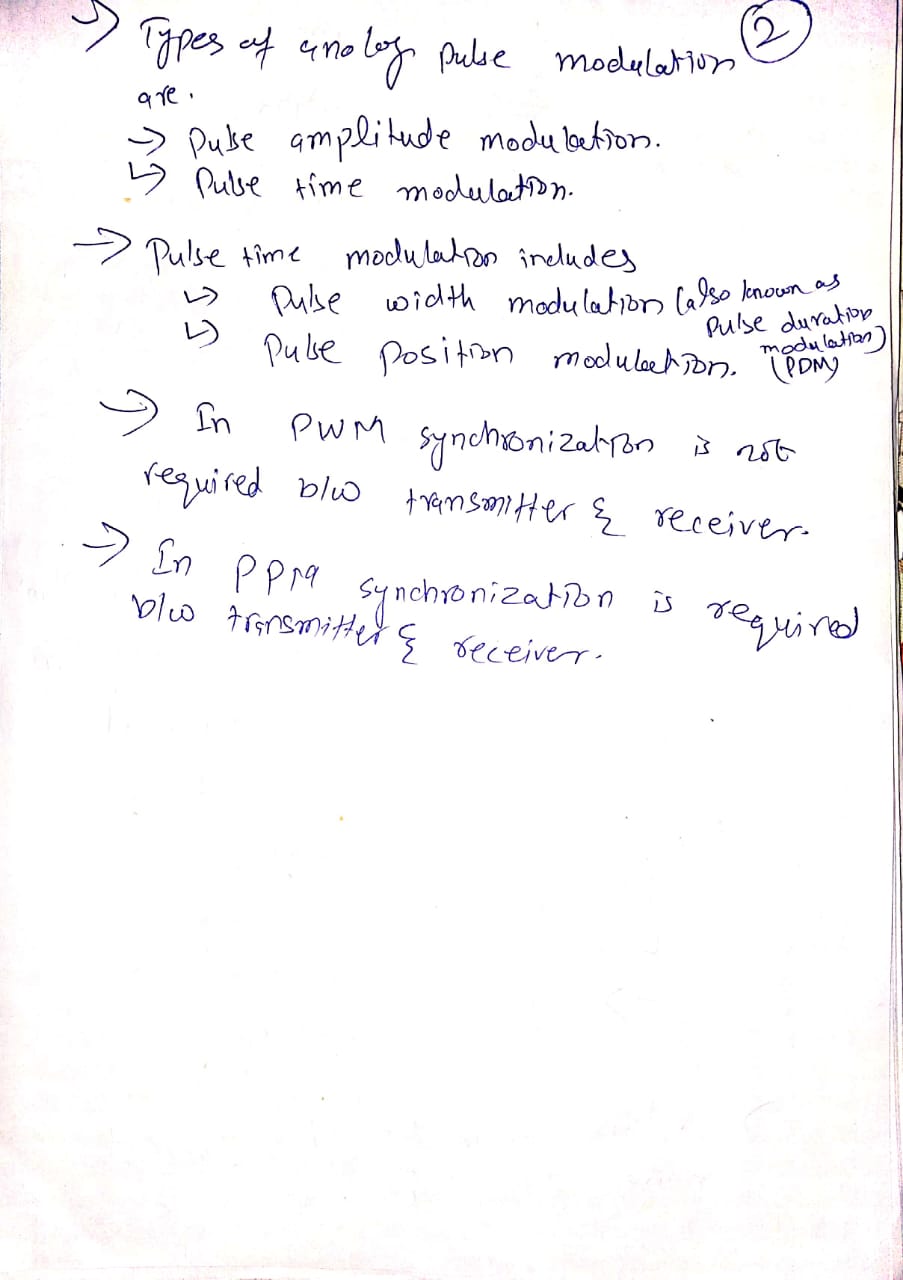 ②
→ Types of analog pulse modulation
are.
→ Pulse amplitude modulation.
↳ Pulse time modulation.
→ Pulse time modulation includes
↳ Pulse width modulation (also known as
pulse duration
modulation)
(PDM)
↳ Pulse position modulation.
→ In PWM synchronization is not
required b/w transmitter & receiver.
→ In PPM synchronization is required
b/w transmitter & receiver.